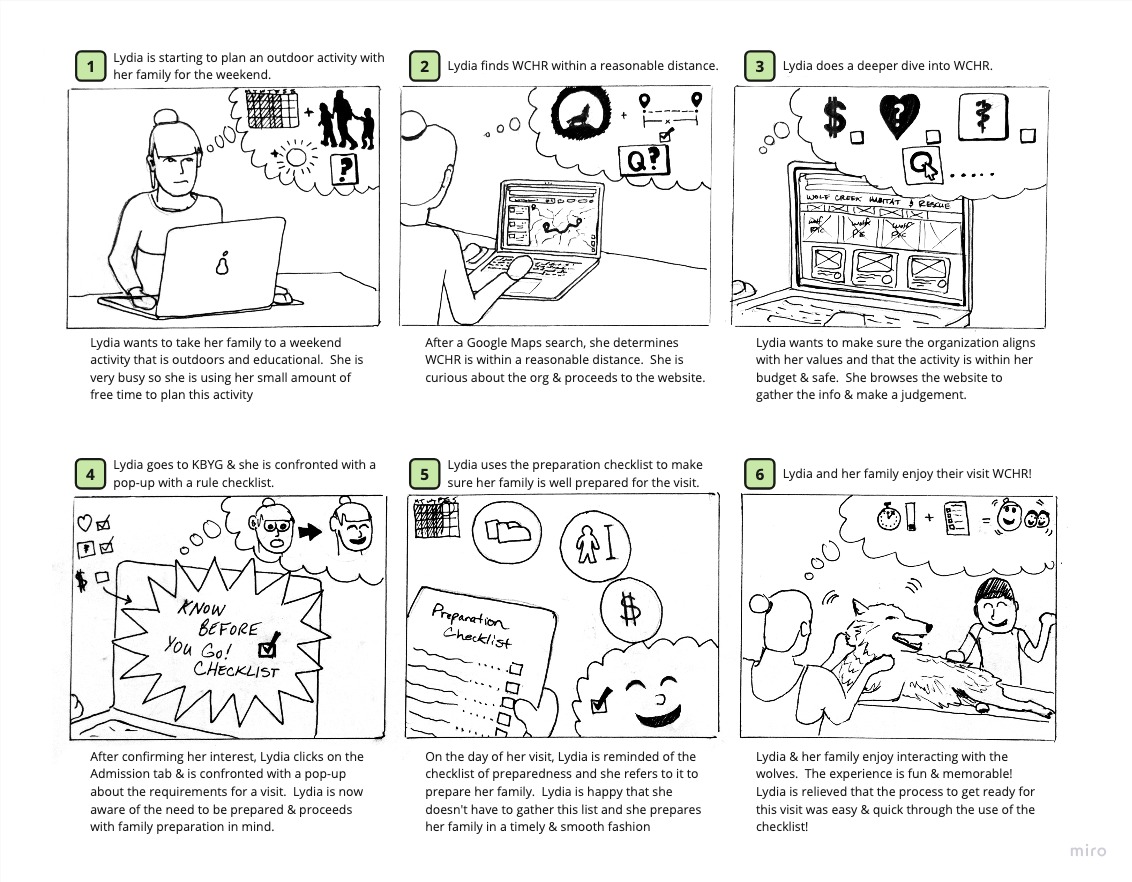 1
Lydia is starting to plan an outdoor activity with
her family for the weekend.
+
?
Lydia wants to take her family to a weekend
activity that is outdoors and educational.  She is
very busy so she is using her small amount of
free time to plan this activity
2
Lydia finds WCHR within a reasonable distance.
+
x
Q?
After a Google Maps search, she determines
WCHR is within a reasonable distance.  She is
curious about the org & proceeds to the website.
3
Lydia does a deeper dive into WCHR.
$ ?
Q .....
WOLF CREEK HABITAT & RESCUE
wolf Pic wolf Pic wolf Pic
Lydia wants to make sure the organization aligns
with her values and that the activity is within her
budget & safe.  She browses the website to
gather the info & make a judgement.
4
Lydia goes to KBYG & she is confronted with a
pop-up with a rule checklist.
$
KNOW
BEFORE
YOU GO!
CHECKLIST
After confirming her interest, Lydia clicks on the
Admission tab & is confronted with a pop-up
about the requirements for a visit.  Lydia is now
aware of the need to be prepared & proceeds
with family preparation in mind.
5
Lydia uses the preparation checklist to make
sure her family is well prepared for the visit.
$
Preparation
Checklist
On the day of her visit, Lydia is reminded of the
checklist of preparedness and she refers to it to
prepare her family.  Lydia is happy that she
doesn't have to gather this list and she prepares
her family in a timely & smooth fashion
6
Lydia and her family enjoy their visit WCHR!
! + =
Lydia & her family enjoy interacting with the
wolves.  The experience is fun & memorable!
Lydia is relieved that the process to get ready for
this visit was easy & quick through the use of the
checklist!
miro